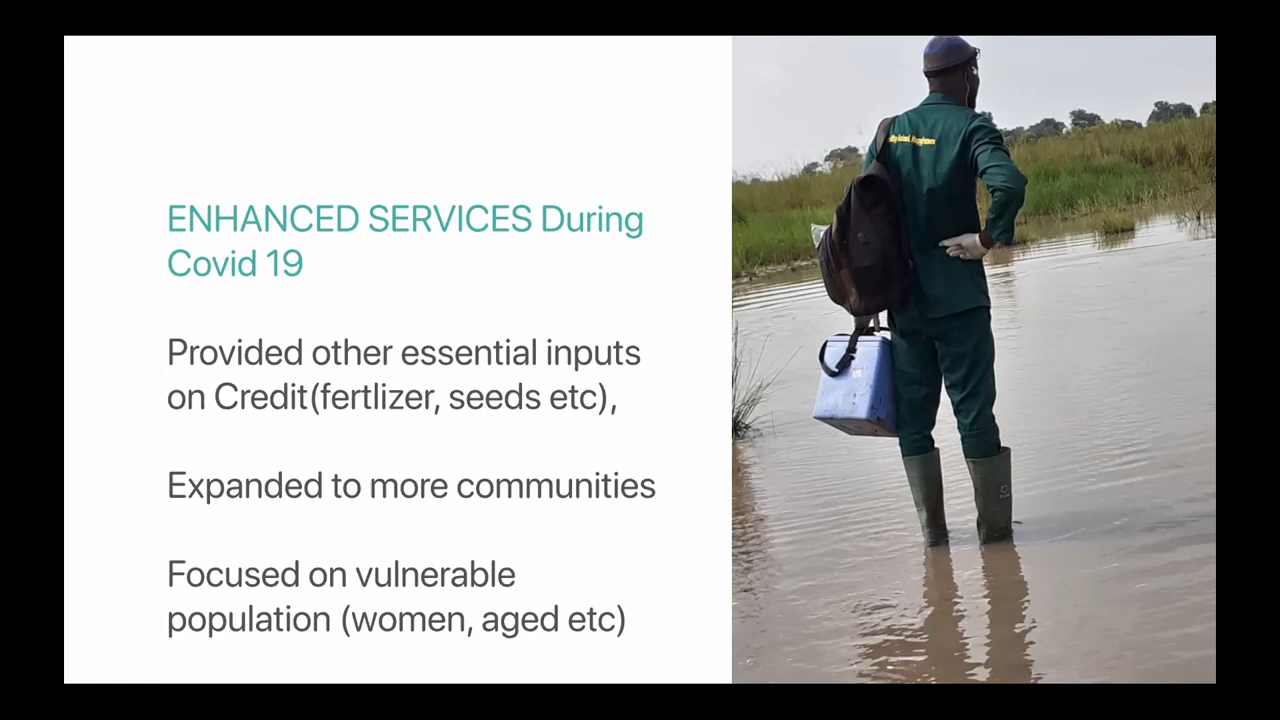 ENHANCED SERVICES During
Covid 19
Provided other essential inputs
on Credit(fertlizer, seeds etc),
Expanded to more communities
Focused on vulnerable
population (women, aged etc)